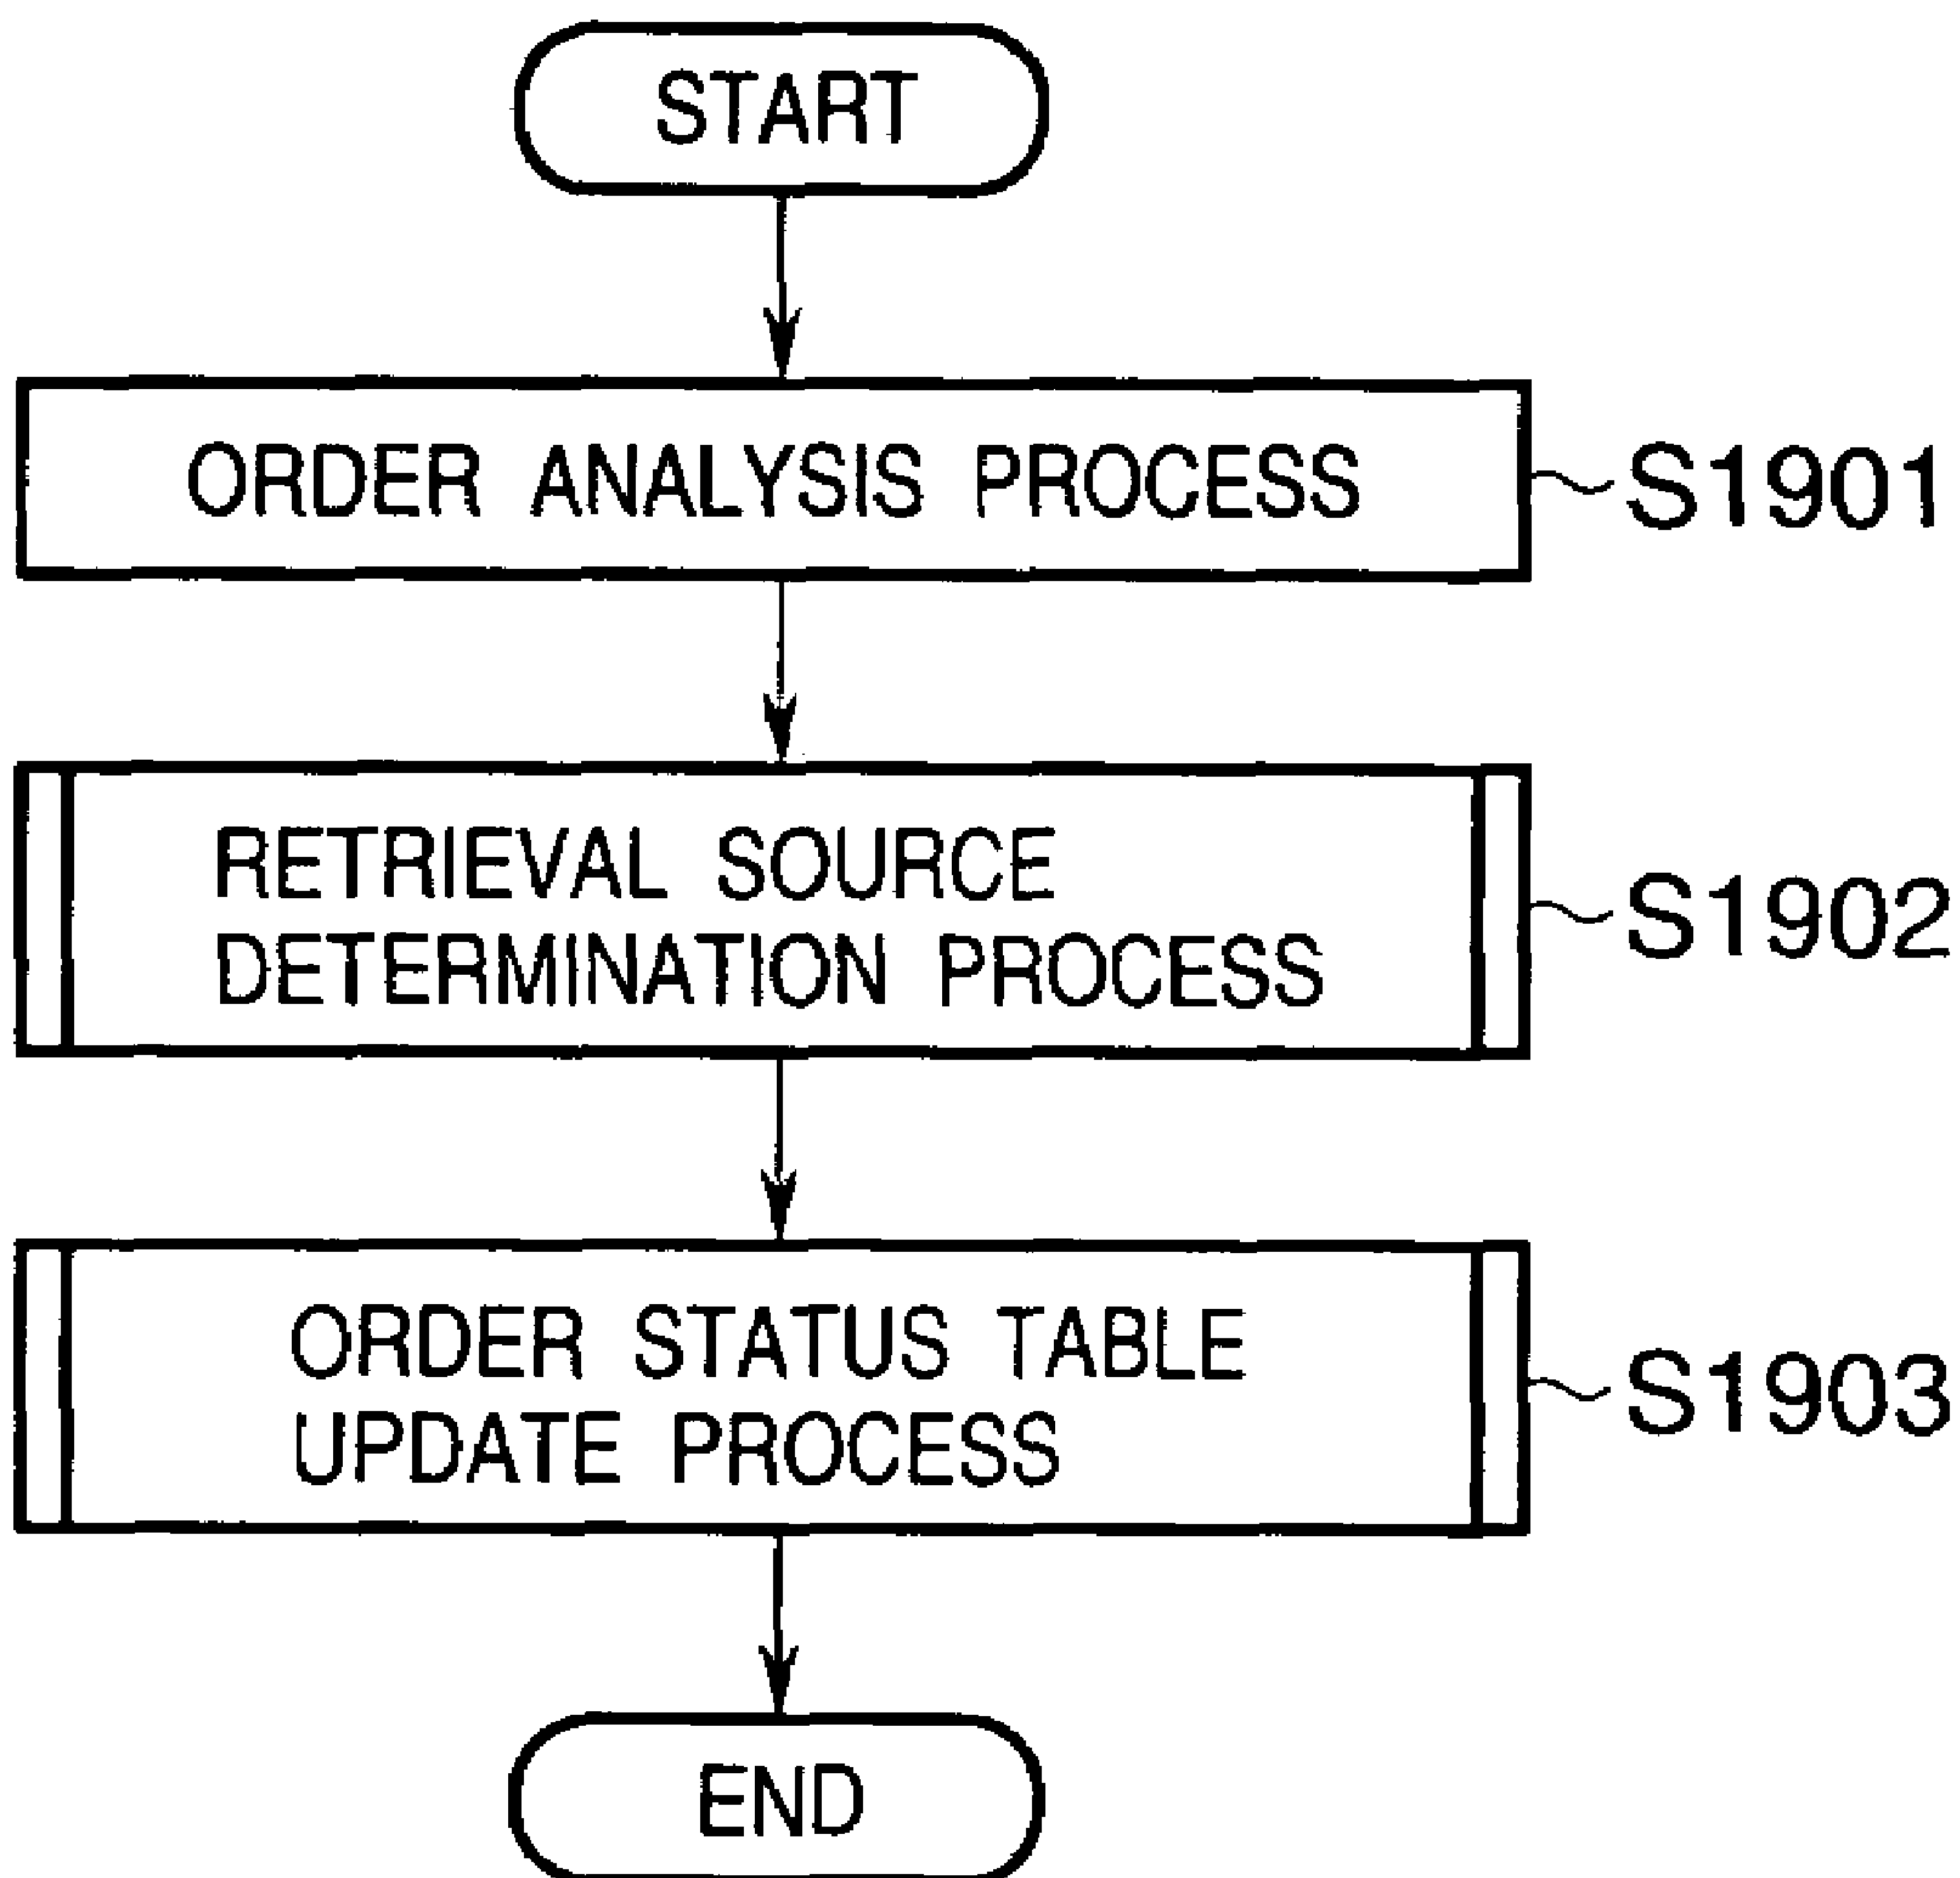 START
ORDER ANALYSIS PROCESS
S1901
RETRIEVAL SOURCE
DETERMINATION PROCESS
S1902
ORDER STATUS TABLE
UPDATE PROCESS
S1903
END